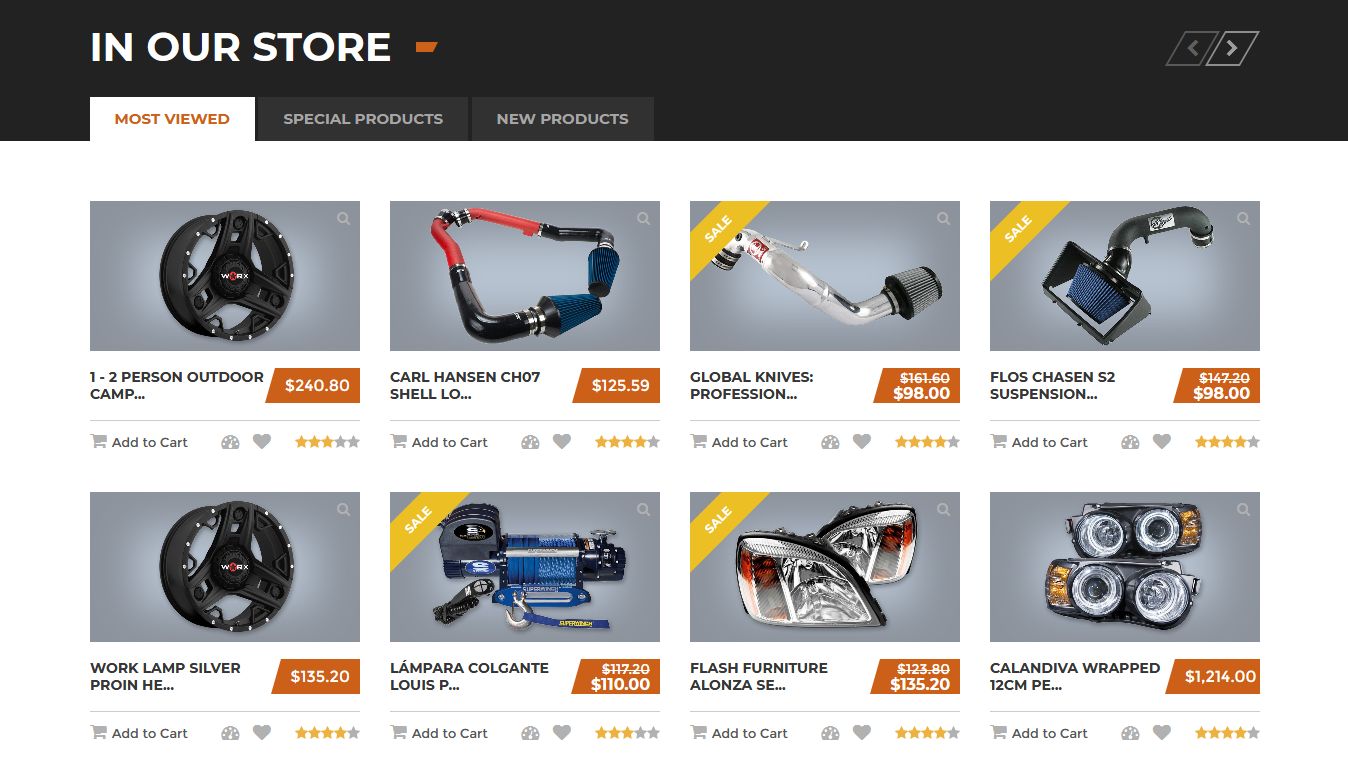 IN OUR STORE
MOST VIEWED
SPECIAL PRODUCTS
NEW PRODUCTS
WORX
SALE
SALE
1 - 2 PERSON OUTDOOR
CAMP...
$240.80
CARL HANSEN CH07
SHELL LO...
$125.59
GLOBAL KNIVES:
PROFESSION...
$161.60
$98.00
FLOS CHASEN S2
SUSPENSION...
$147.20
$98.00
Add to Cart
Add to Cart
Add to Cart
Add to Cart
WORX
SALE
SUPERWINCH
SUPERWINCH
SALE
WORK LAMP SILVER
PROIN HE...
$135.20
LÁMPARA COLGANTE
LOUIS P...
$117.20
$110.00
FLASH FURNITURE
ALONZA SE...
$123.80
$135.20
CALANDIVA WRAPPED
12CM PE...
$1,214.00
Add to Cart
Add to Cart
Add to Cart
Add to Cart